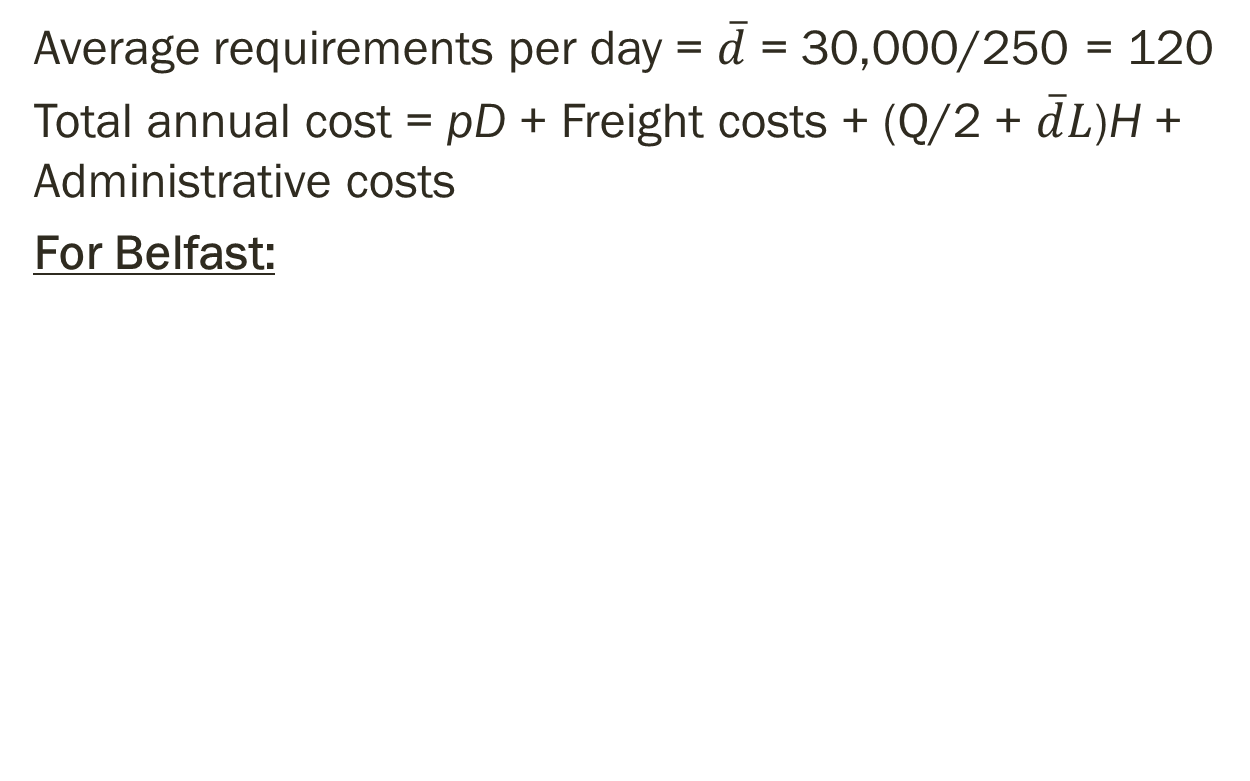 Average requirements per day = d̄ = 30,000/250 = 120
Total annual cost = pD + Freight costs + (Q/2 + d̄L)H +
Administrative costs
For Belfast: